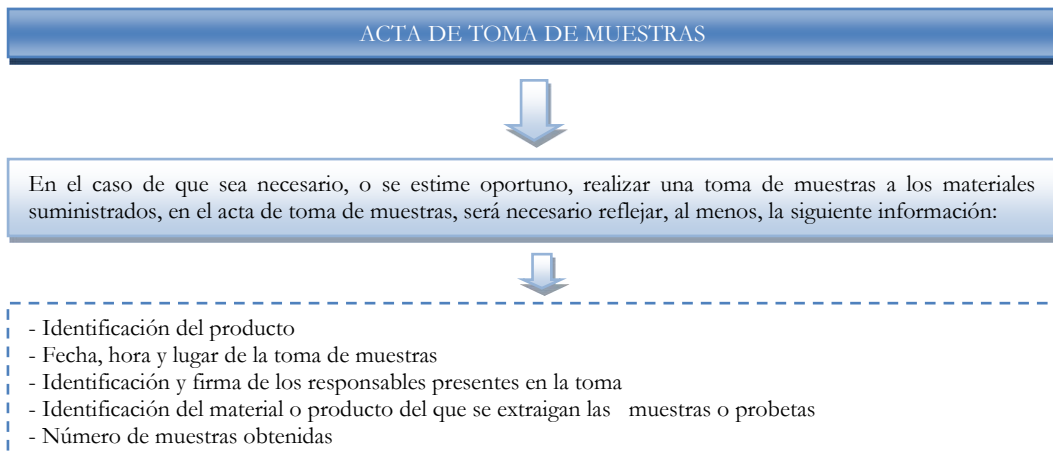 ACTA DE TOMA DE MUESTRAS
En el caso de que sea necesario, o se estime oportuno, realizar una toma de muestras a los materiales
suministrados, en el acta de toma de muestras, será necesario reflejar, al menos, la siguiente información:
- Identificación del producto
- Fecha, hora y lugar de la toma de muestras
- Identificación y firma de los responsables presentes en la toma
- Identificación del material o producto del que se extraigan las muestras o probetas
- Número de muestras obtenidas